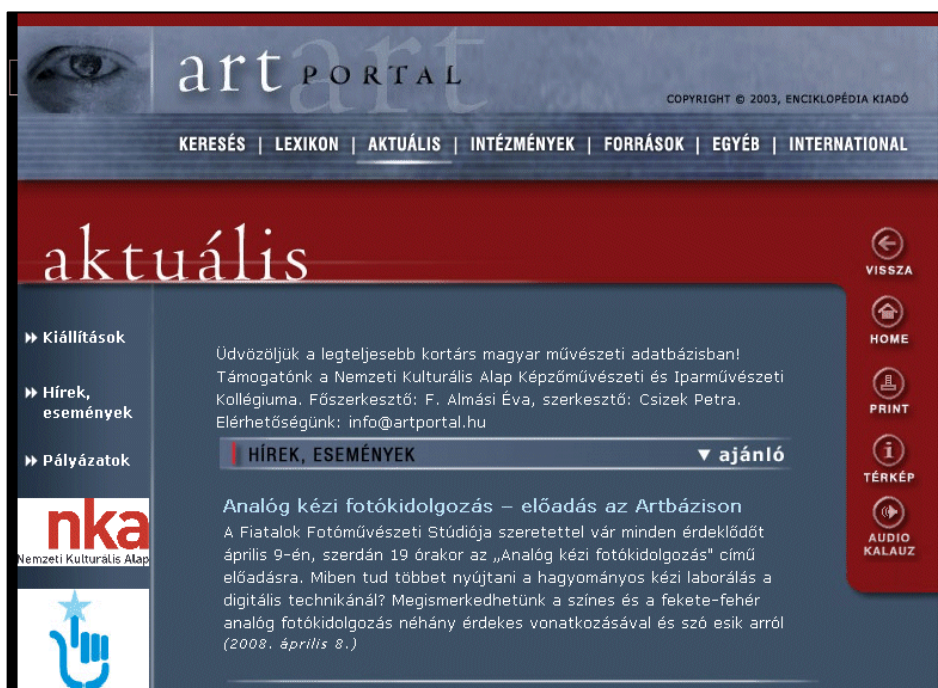 art PORTAL
COPYRIGHT © 2003, ENCIKLOPÉDIA KIADÓ
KERESÉS | LEXIKON | AKTUÁLIS | INTÉZMÉNYEK | FORRÁSOK | EGYÉB | INTERNATIONAL
aktuális
VISSZA
HOME
PRINT
TÉRKÉP
AUDIO
KALAUZ
Kiállítások
Hírek,
események
Pályázatok
nka
Nemzeti Kulturális Alap
Üdvözöljük a legteljesebb kortárs magyar művészeti adatbázisban!
Támogatónk a Nemzeti Kulturális Alap Képzőművészeti és Iparművészeti
Kollégiuma. Főszerkesztő: F. Almási Éva, szerkesztő: Csizek Petra.
Elérhetőségünk: info@artportal.hu
HÍREK, ESEMÉNYEK ▼ ajánló
Analóg kézi fotókidolgozás – előadás az Artbázison
A Fiatalok Fotóművészeti Stúdiója szeretettel vár minden érdeklődőt
április 9-én, szerdán 19 órakor az „Analóg kézi fotókidolgozás" című
előadásra. Miben tud többet nyújtani a hagyományos kézi laborálás a
digitális technikánál? Megismerkedhetünk a színes és a fekete-fehér
analóg fotókidolgozás néhány érdekes vonatkozásával és szó esik arról
(2008. április 8.)